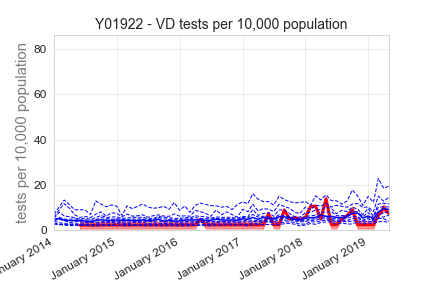 Y01922 - VD tests per 10,000 population
tests per 10,000 population
80
60
40
20
0
nuary 2014
January 2015
January 2016
January 2017
January 2018
January 2019